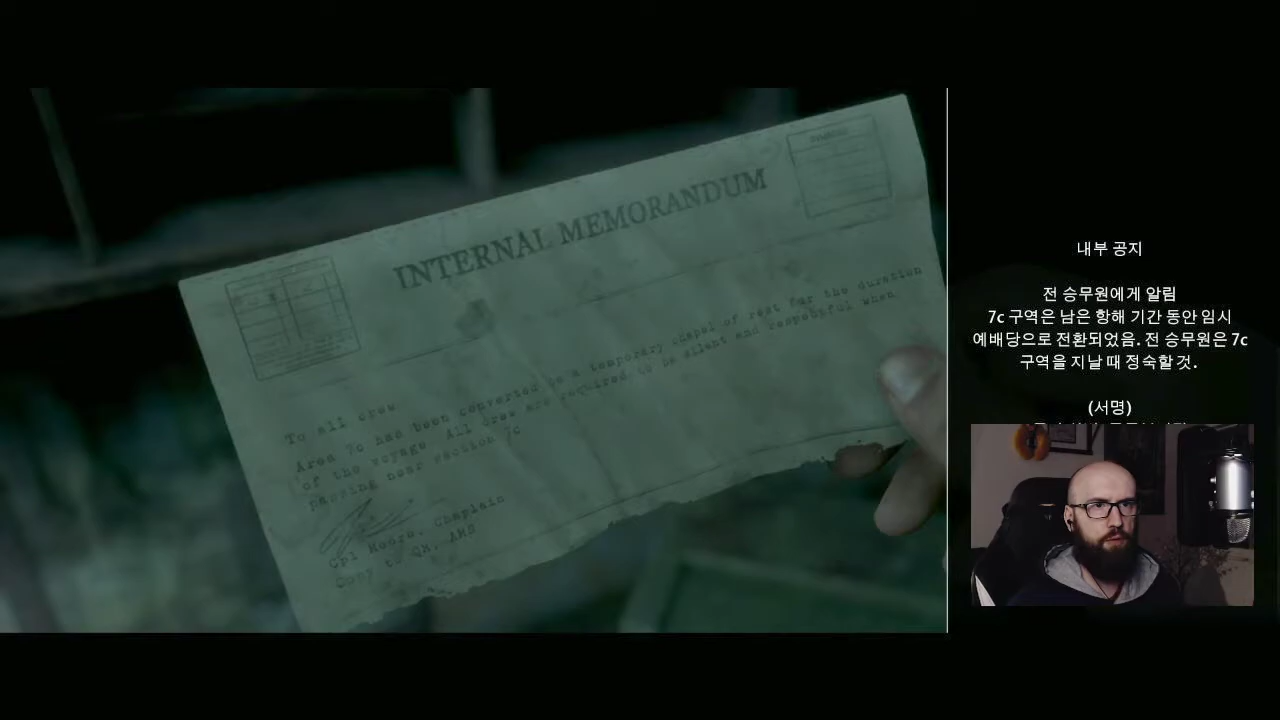 INTERNAL MEMORANDUM
To all crew
Area 7c has been converted to a temporary chapel of rest for the duration
of the voyage. All crew are required to be silent and respectful when
passing near section 7c
Cpl Moore, Chaplain
Copy to QM, AMS
내부 공지
전 승무원에게 알림
7c 구역은 남은 항해 기간 동안 임시
예배당으로 전환되었음. 전 승무원은 7c
구역을 지날 때 정숙할 것.
(서명)